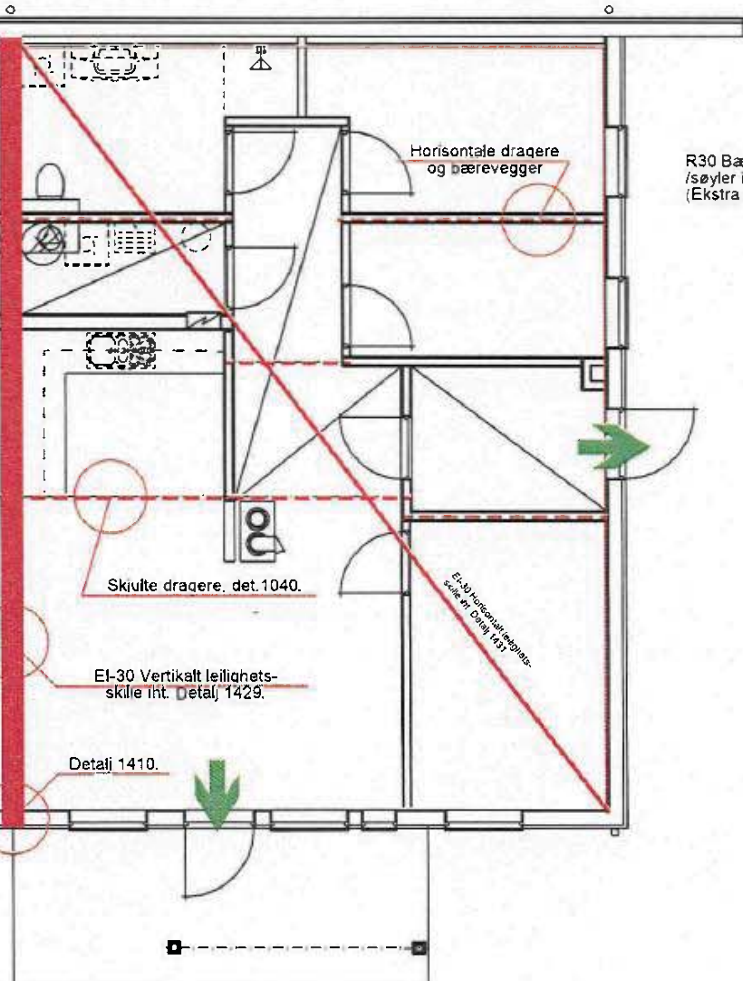 Horisontale dragere
og bærevegger
R30 Bæ
/søyler i
(Ekstra
Skjulte dragere, det.1040.
EI-30 Horisontalt leilighets-
skille iht. Detalj 1431
EI-30 Vertikalt leilighets-
skille iht. Detalj 1429.
Detalj 1410.